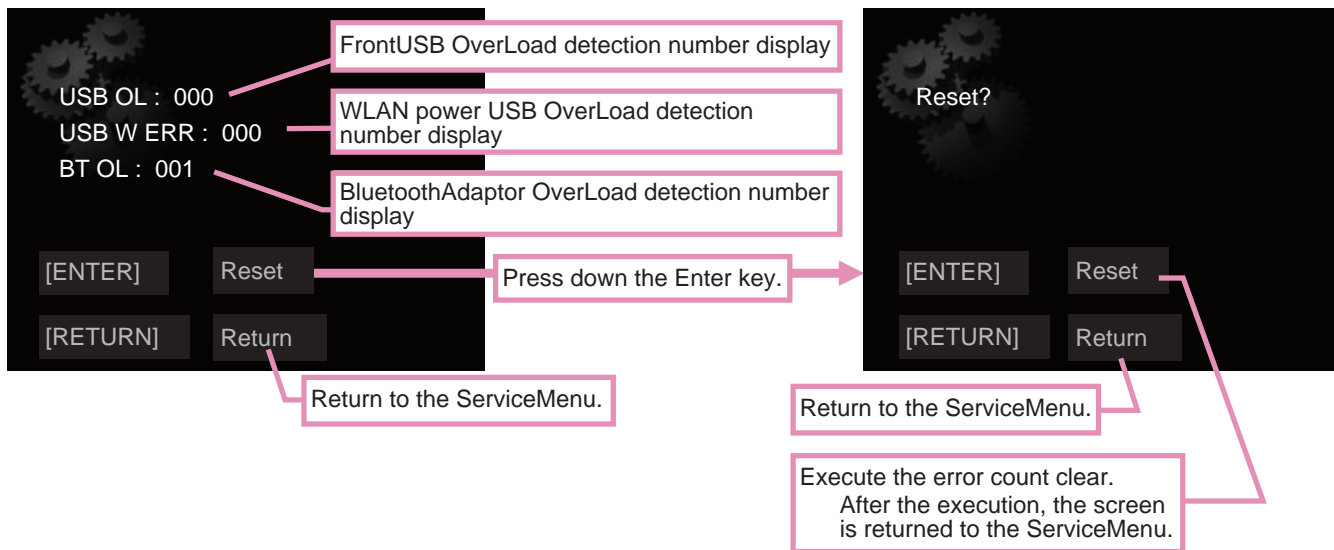 USB OL : 000
USB W ERR : 000
BT OL : 001
[ENTER] Reset
[RETURN] Return
FrontUSB OverLoad detection number display
WLAN power USB OverLoad detection
number display
BluetoothAdaptor OverLoad detection number
display
Press down the Enter key.
Return to the ServiceMenu.
Reset?
[ENTER] Reset
[RETURN] Return
Return to the ServiceMenu.
Execute the error count clear.
After the execution, the screen
is returned to the ServiceMenu.